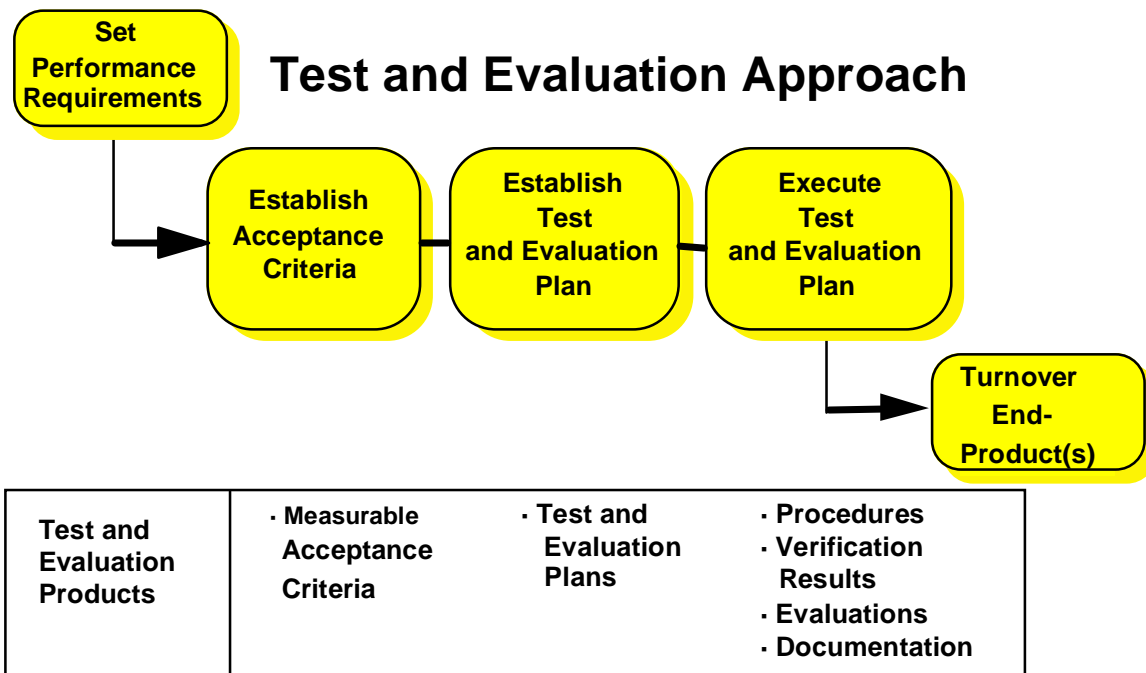 Set
Performance
Requirements
Test and Evaluation Approach
Establish
Acceptance
Criteria
Establish
Test
and Evaluation
Plan
Execute
Test
and Evaluation
Plan
Turnover
End-
Product(s)
Test and
Evaluation
Products
· Measurable
Acceptance
Criteria
· Test and
Evaluation
Plans
· Procedures
· Verification
Results
· Evaluations
· Documentation